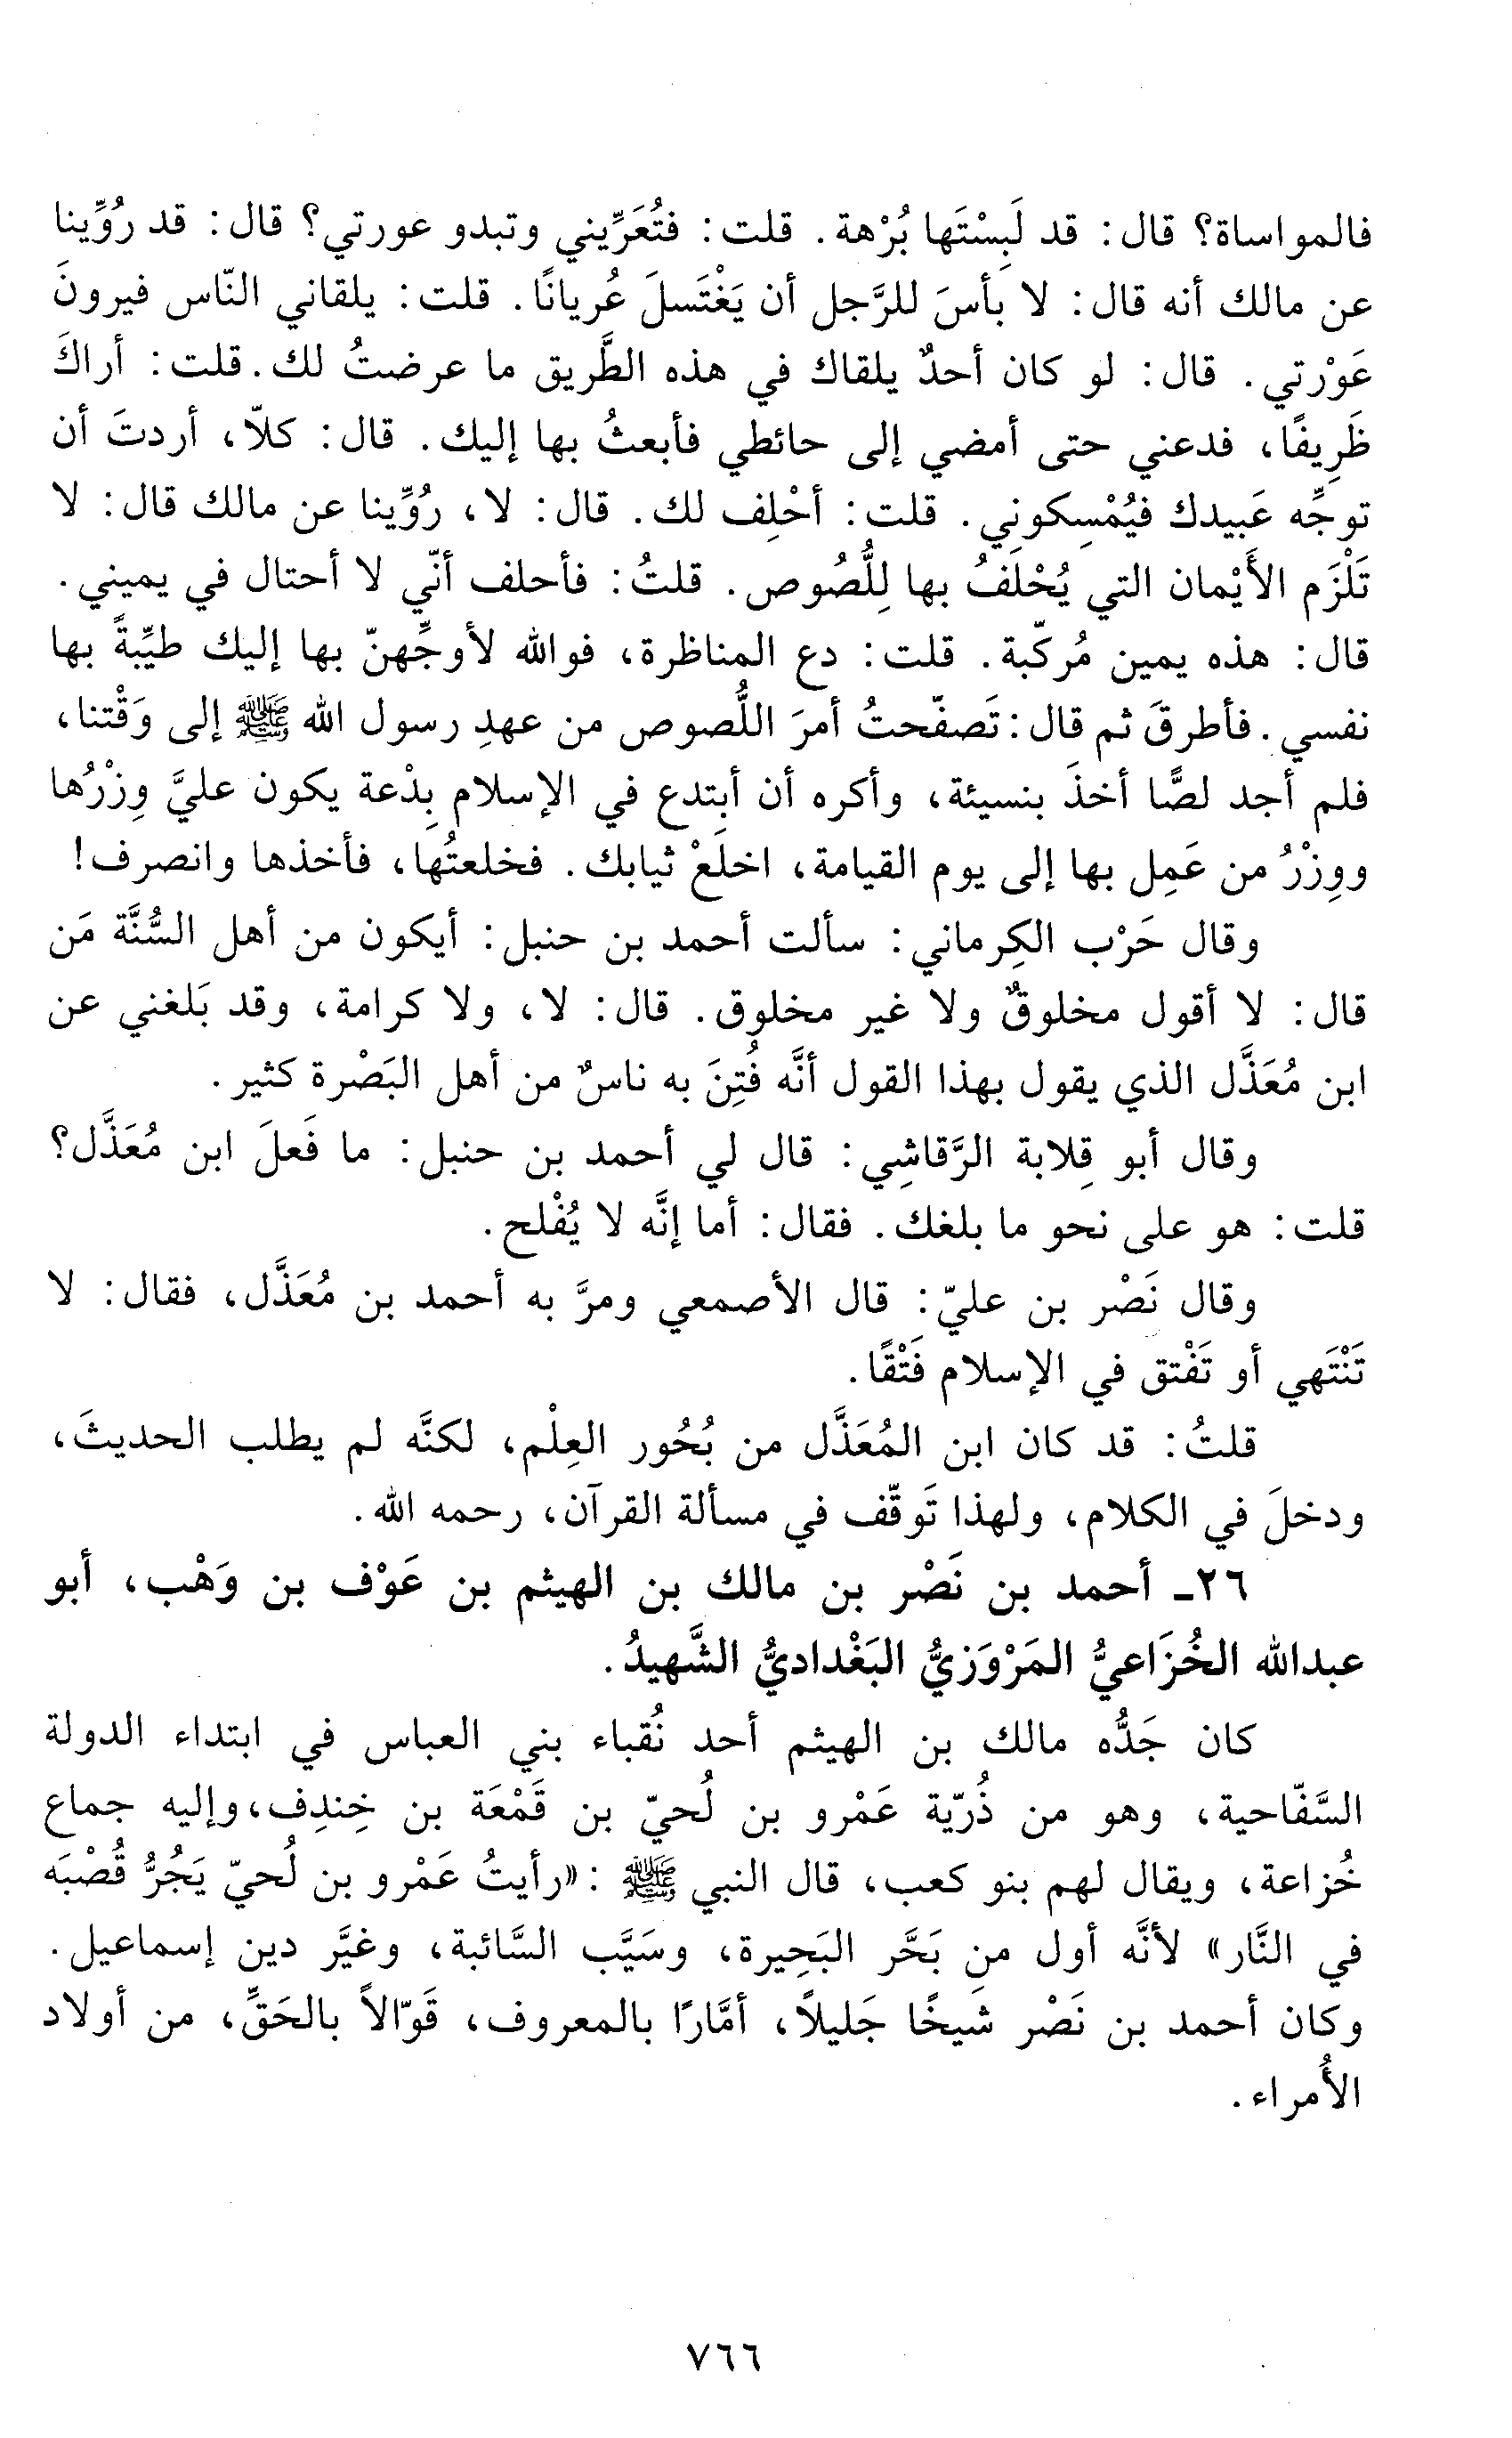 فالمواساة؟ قال: قد لَبِسْتَها بُرْهة. قلت: فتُعَرِّيني وتبدو عورتي؟ قال: قد رُوِّينا
عن مالك أنه قال: لا بَأسَ للرَّجل أن يَغْتَسلَ عُريانًا. قلت: يلقاني النّاس فيرونَ
عَوْرتي. قال: لو كان أحدٌ يلقاك في هذه الطَّريق ما عرضتُ لك. قلت: أراكَ
ظَرِيفًا، فدعني حتى أمضي إلى حائطي فأبعثُ بها إليك. قال: كلاّ، أردتَ أن
توجِّه عَبيدك فيُمْسِكوني. قلت: أحْلِف لك. قال: لا، رُوِّينا عن مالك قال: لا
تَلْزَم الأَيْمان التي يُحْلَفُ بها لِلُّصُوص. قلتُ: فأحلف أنّي لا أحتال في يميني.
قال: هذه يمين مُركّبة. قلت: دع المناظرة، فوالله لأوجِّهنّ بها إليك طيِّبةً بها
نفسي. فأطرقَ ثم قال: تَصفّحتُ أمرَ اللُّصوص من عهدِ رسول الله ﷺ إلى وَقْتنا،
فلم أجد لصًّا أخذَ بنسيئة، وأكره أن أبتدع في الإسلام بِدْعة يكون عليَّ وِزْرُها
ووِزْرُ من عَمِل بها إلى يوم القيامة، اخلَعْ ثيابك. فخلعتُها، فأخذها وانصرف!
وقال حَرْب الكِرماني: سألت أحمد بن حنبل: أيكون من أهل السُّنَّة مَن
قال: لا أقول مخلوقٌ ولا غير مخلوق. قال: لا، ولا كرامة، وقد بَلغني عن
ابن مُعَذَّل الذي يقول بهذا القول أنَّه فُتِنَ به ناسٌ من أهل البَصْرة كثير.
وقال أبو قِلابة الرَّقاشِي: قال لي أحمد بن حنبل: ما فَعلَ ابن مُعَذَّل؟
قلت: هو على نحو ما بلغك. فقال: أما إنَّه لا يُفْلح.
وقال نَصْر بن عليّ: قال الأصمعي ومرَّ به أحمد بن مُعَذَّل، فقال: لا
تَنْتَهي أو تَفْتق في الإسلام فَتْقًا.
قلتُ: قد كان ابن المُعَذَّل من بُحُور العِلْم، لكنَّه لم يطلب الحديثَ،
ودخلَ في الكلام، ولهذا تَوقّف في مسألة القرآن، رحمه الله.
٢٦ـ أحمد بن نَصْر بن مالك بن الهيثم بن عَوْف بن وَهْب، أبو
عبدالله الخُزَاعيُّ المَرْوَزيُّ البَغْداديُّ الشَّهيدُ.
كان جَدُّه مالك بن الهيثم أحد نُقباء بني العباس في ابتداء الدولة
السَّفّاحية، وهو من ذُرّية عَمْرو بن لُحيّ بن قَمْعَة بن خِندِف، وإليه جماع
خُزاعة، ويقال لهم بنو كعب، قال النبي ﷺ: «رأيتُ عَمْرو بن لُحيّ يَجُرُّ قُصْبَه
في النَّار» لأنَّه أول منِ بَحَّر البَحِيرة، وسَيَّب السَّائبة، وغيَّر دين إسماعيل.
وكان أحمد بن نَصْر شيخًا جَليلاً، أمَّارًا بالمعروف، قَوّالاً بالحَقِّ، من أولاد
الأُمراء.
٧٦٦